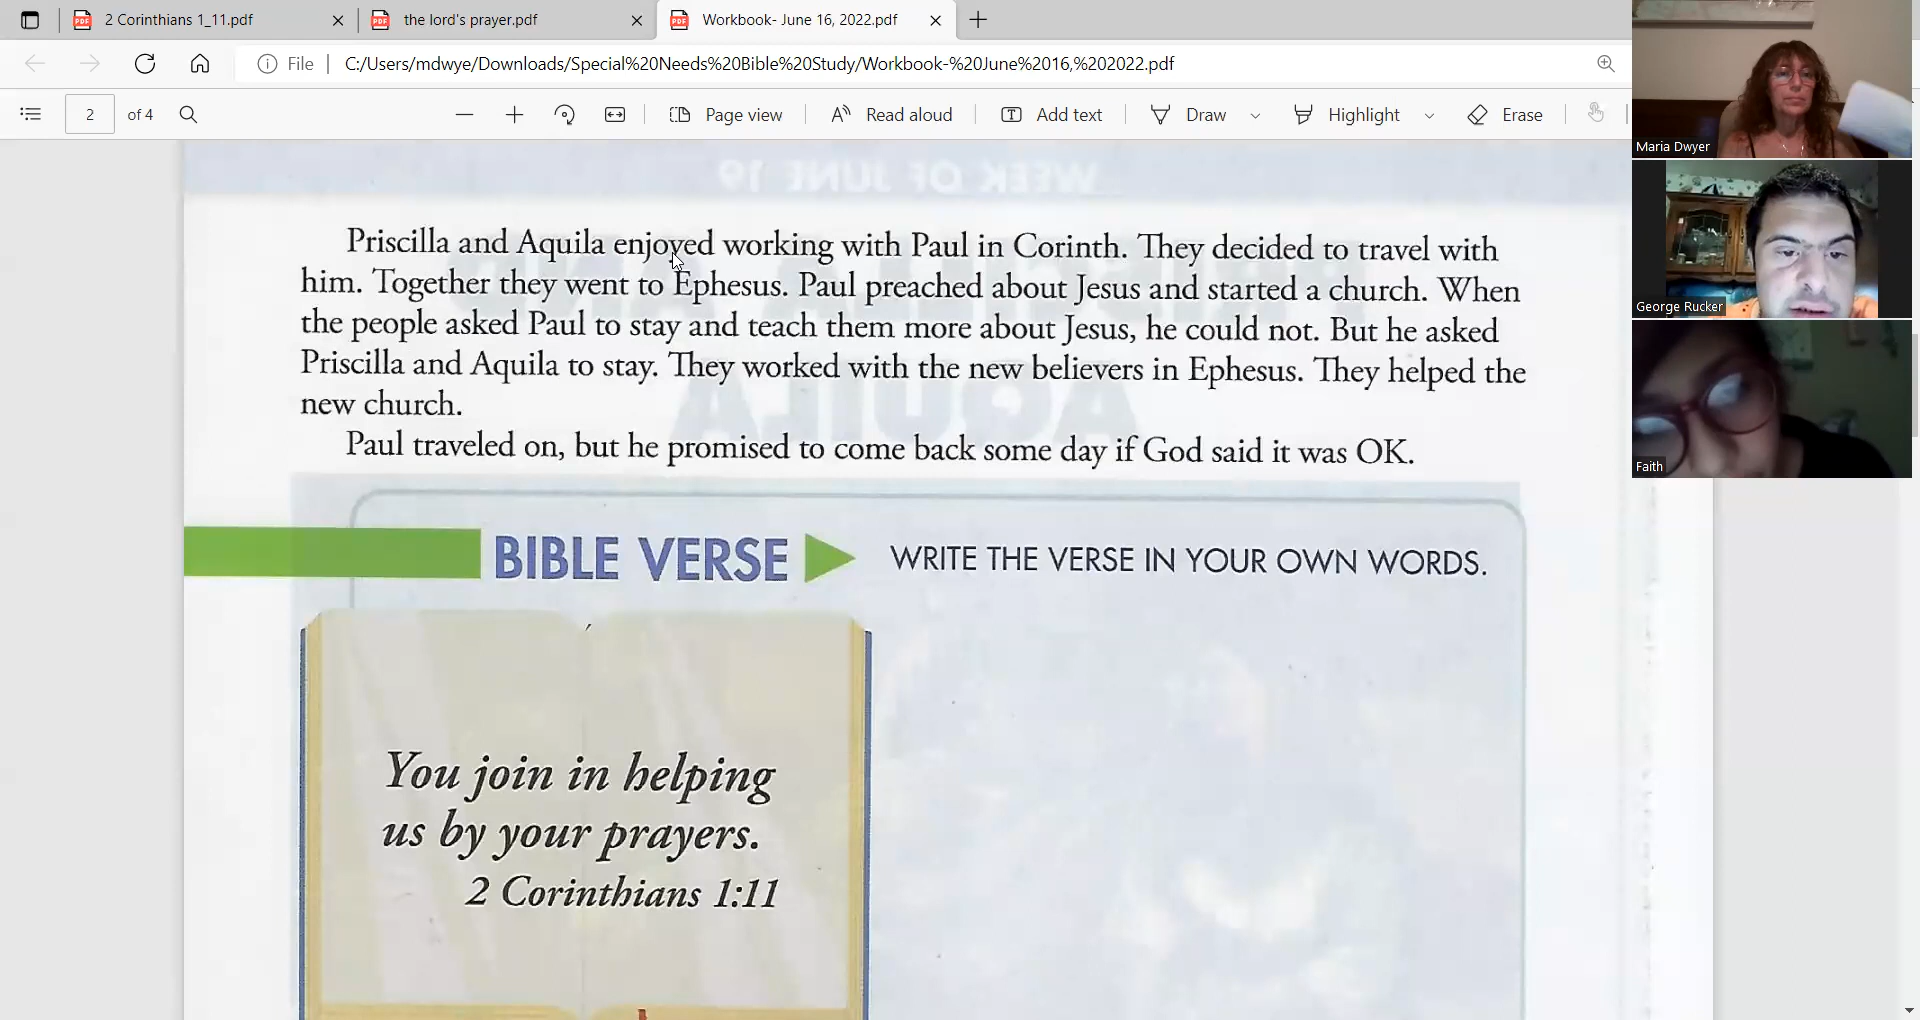 2 Corinthians 1_11.pdf
the lord's prayer.pdf
Workbook- June 16, 2022.pdf
File
C:/Users/mdwye/Downloads/Special%20Needs%20Bible%20Study/Workbook-%20June%2016,%202022.pdf
2 of 4
Page view
Read aloud
Add text
Draw
Highlight
Erase
WEEK OF JUNE 19
Priscilla and Aquila enjoyed working with Paul in Corinth. They decided to travel with
him. Together they went to Ephesus. Paul preached about Jesus and started a church. When
the people asked Paul to stay and teach them more about Jesus, he could not. But he asked
Priscilla and Aquila to stay. They worked with the new believers in Ephesus. They helped the
new church.
Paul traveled on, but he promised to come back some day if God said it was OK.
BIBLE VERSE
WRITE THE VERSE IN YOUR OWN WORDS.
You join in helping
us by your prayers.
2 Corinthians 1:11
Maria Dwyer
George Rucker
Faith